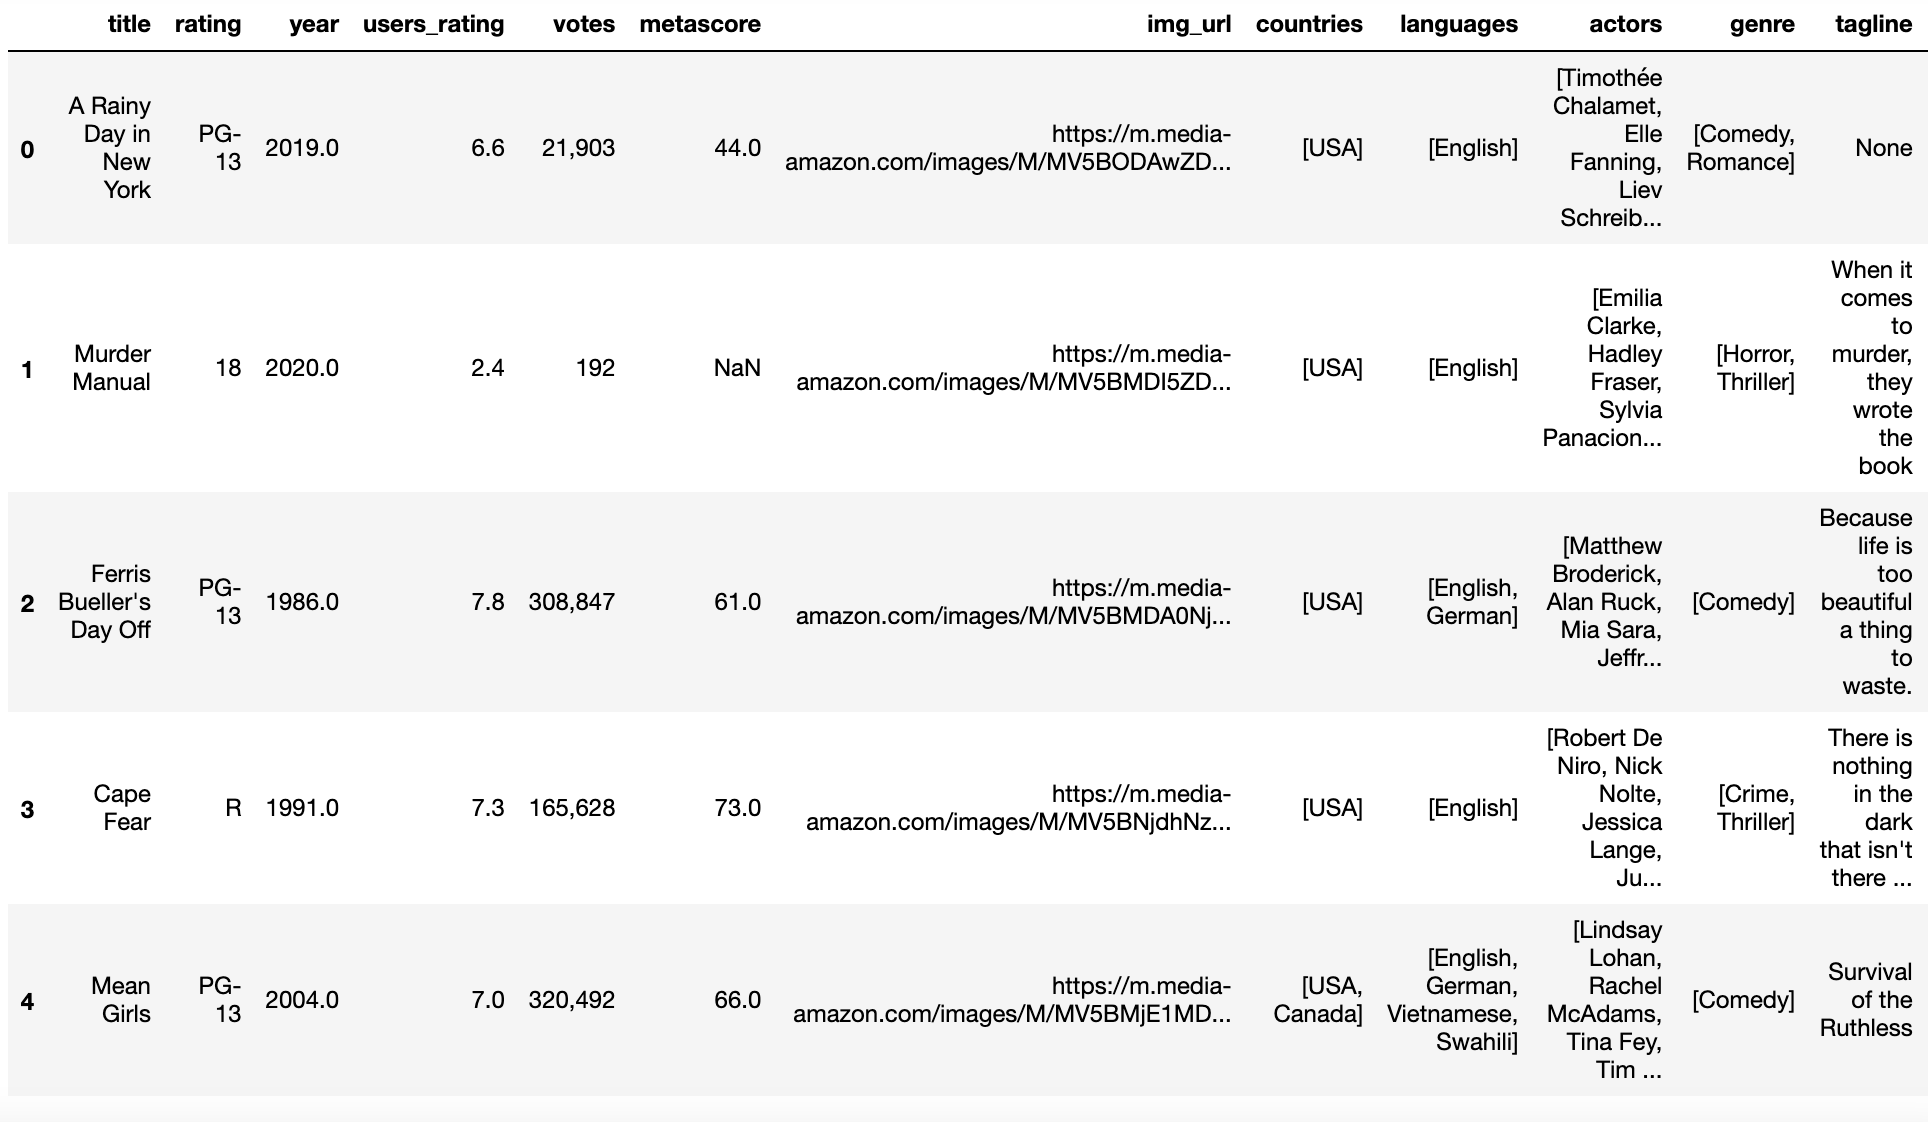 title rating year users_rating votes metascore img_url countries languages actors genre tagline
0 A Rainy Day in New York PG-13 2019.0 6.6 21,903 44.0 https://m.media-amazon.com/images/M/MV5BODAwZD... [USA] [English] [Timothée Chalamet, Elle Fanning, Liev Schreib... [Comedy, Romance] None
1 Murder Manual 18 2020.0 2.4 192 NaN https://m.media-amazon.com/images/M/MV5BMDI5ZD... [USA] [English] [Emilia Clarke, Hadley Fraser, Sylvia Panacion... [Horror, Thriller] When it comes to murder, they wrote the book
2 Ferris Bueller's Day Off PG-13 1986.0 7.8 308,847 61.0 https://m.media-amazon.com/images/M/MV5BMDA0Nj... [USA] [English, German] [Matthew Broderick, Alan Ruck, Mia Sara, Jeffr... [Comedy] Because life is too beautiful a thing to waste.
3 Cape Fear R 1991.0 7.3 165,628 73.0 https://m.media-amazon.com/images/M/MV5BNjdhNz... [USA] [English] [Robert De Niro, Nick Nolte, Jessica Lange, Ju... [Crime, Thriller] There is nothing in the dark that isn't there ...
4 Mean Girls PG-13 2004.0 7.0 320,492 66.0 https://m.media-amazon.com/images/M/MV5BMjE1MD... [USA, Canada] [English, German, Vietnamese, Swahili] [Lindsay Lohan, Rachel McAdams, Tina Fey, Tim ... [Comedy] Survival of the Ruthless